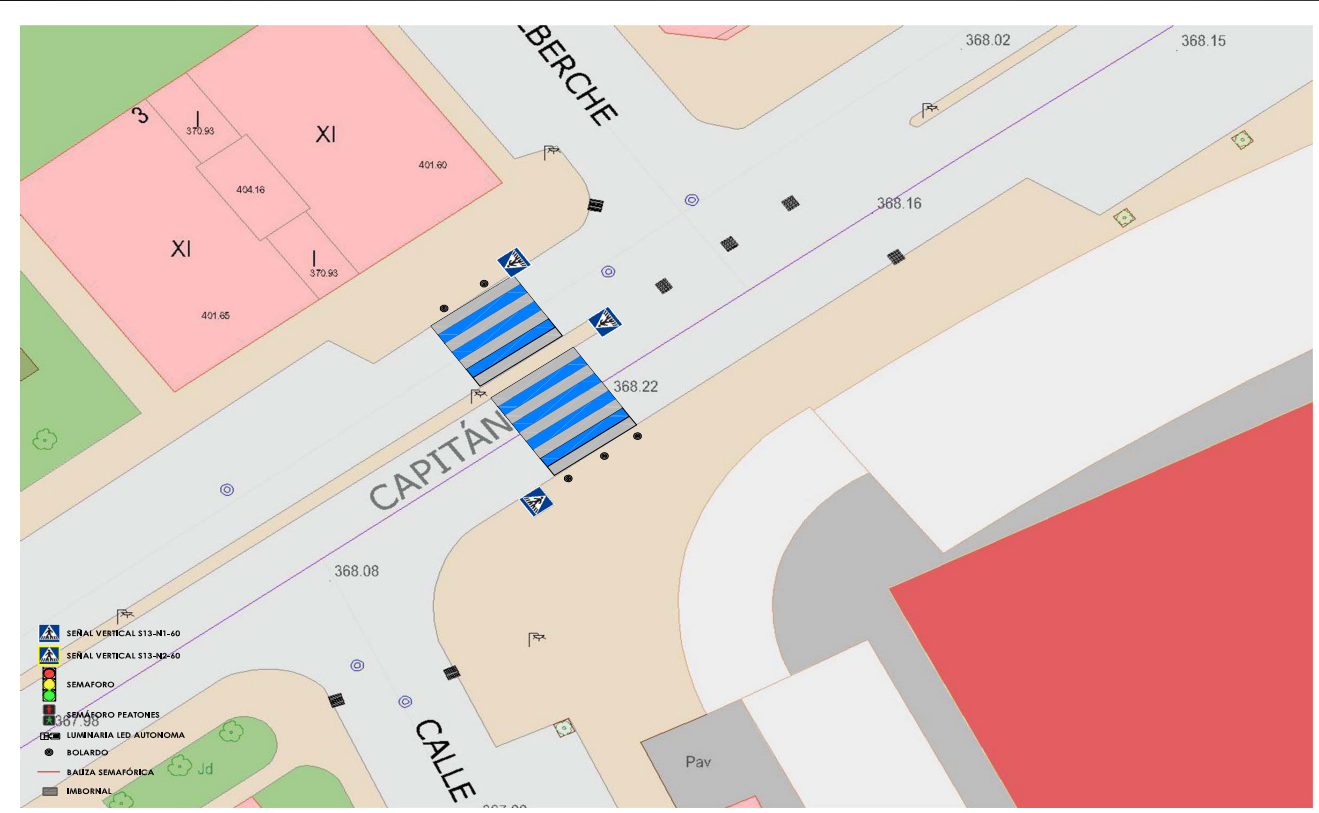 LBERCHE
368.02
368.15
3
I
370.93
XI
401.60
404.16
368.16
XI
I
370.93
401.65
368.22
CAPITÁN
368.08
SEÑAL VERTICAL S13-N1-60
SEÑAL VERTICAL S13-N2-60
SEMAFORO
SEMÁFORO PEATONES
367.98
LUMINARIA LED AUTONOMA
BOLARDO
BALIZA SEMAFÓRICA
IMBORNAL
Jd
CALLE
Pav